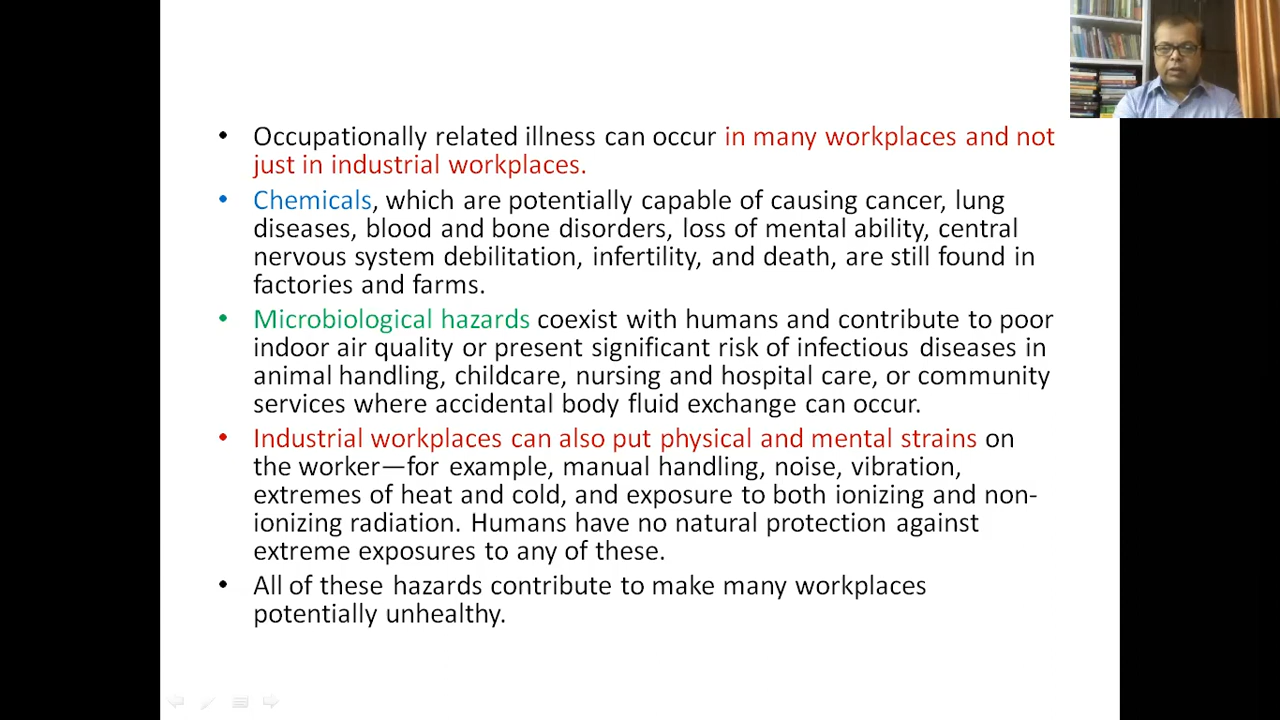 • Occupationally related illness can occur in many workplaces and not
just in industrial workplaces.
• Chemicals, which are potentially capable of causing cancer, lung
diseases, blood and bone disorders, loss of mental ability, central
nervous system debilitation, infertility, and death, are still found in
factories and farms.
• Microbiological hazards coexist with humans and contribute to poor
indoor air quality or present significant risk of infectious diseases in
animal handling, childcare, nursing and hospital care, or community
services where accidental body fluid exchange can occur.
• Industrial workplaces can also put physical and mental strains on
the worker—for example, manual handling, noise, vibration,
extremes of heat and cold, and exposure to both ionizing and non-
ionizing radiation. Humans have no natural protection against
extreme exposures to any of these.
• All of these hazards contribute to make many workplaces
potentially unhealthy.